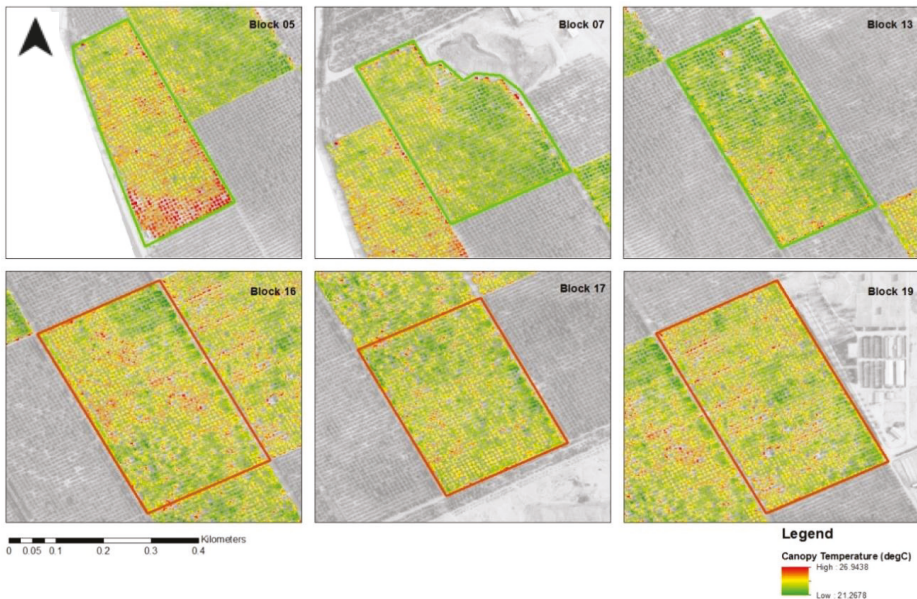 Block 05
Block 07
Block 13
Block 16
Block 17
Block 19
Kilometers
0 0.05 0.1 0.2 0.3 0.4
Legend
Canopy Temperature (degC)
High : 26.9438
Low : 21.2678